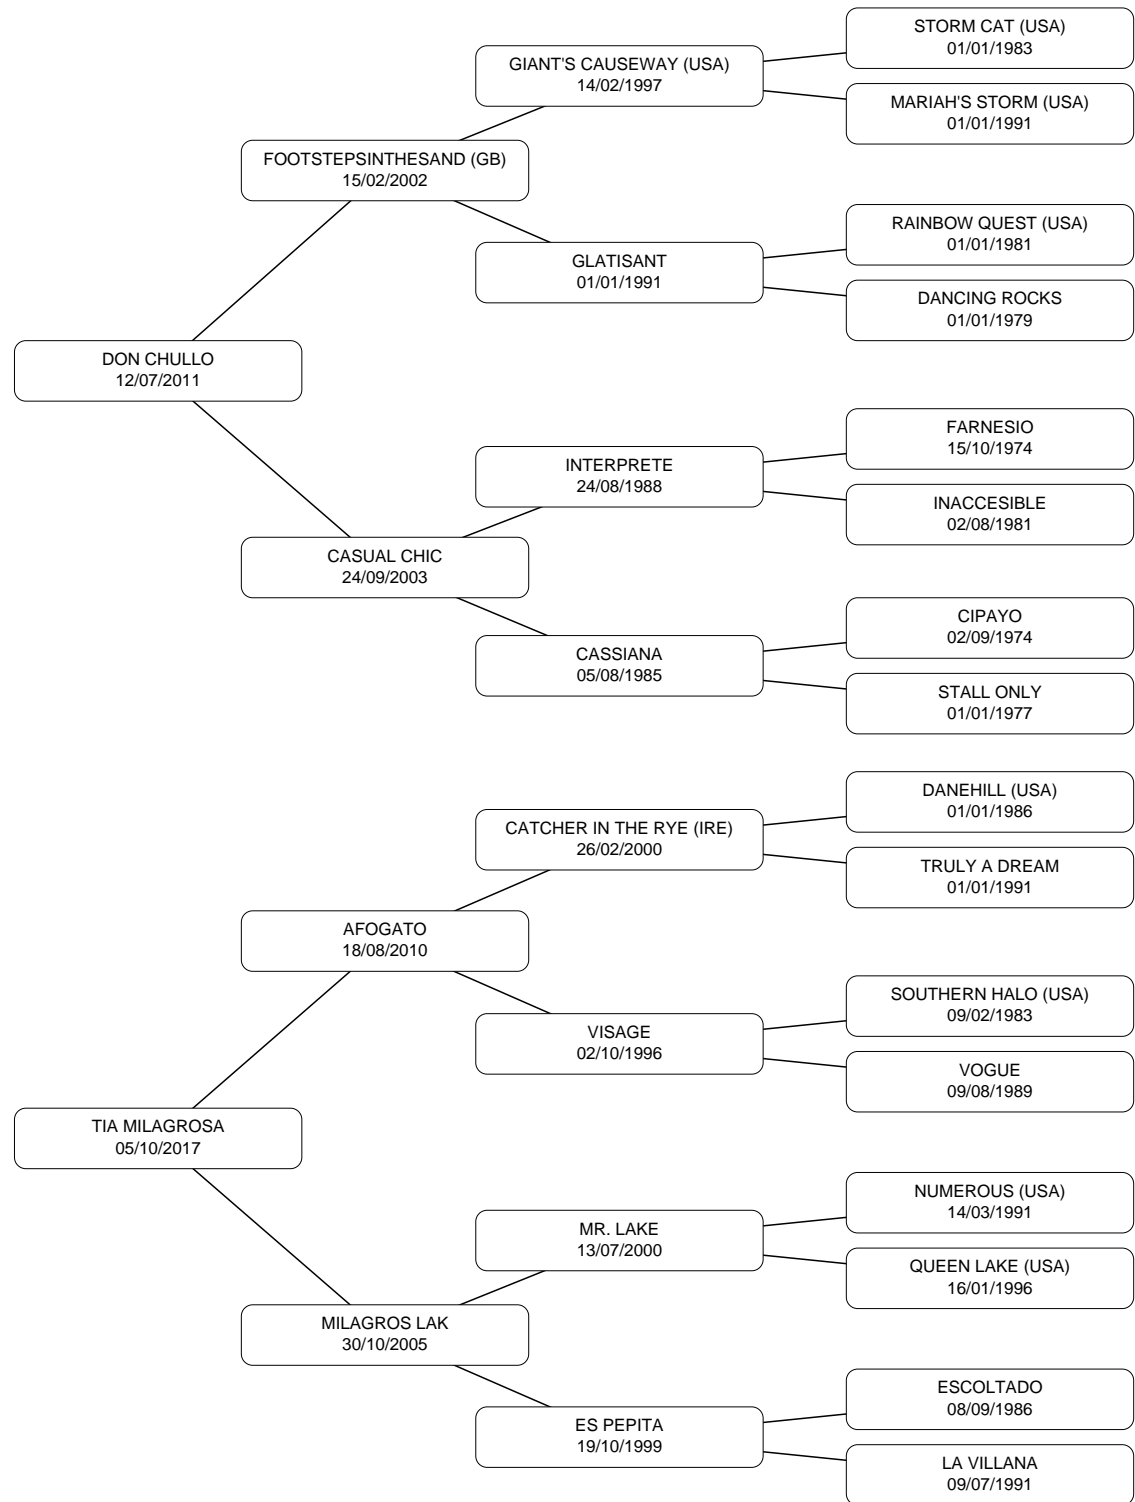 STORM CAT (USA)
01/01/1983
GIANT'S CAUSEWAY (USA)
14/02/1997
MARIAH'S STORM (USA)
01/01/1991
FOOTSTEPSINTHESAND (GB)
15/02/2002
RAINBOW QUEST (USA)
01/01/1981
GLATISANT
01/01/1991
DANCING ROCKS
01/01/1979
DON CHULLO
12/07/2011
FARNESIO
15/10/1974
INTERPRETE
24/08/1988
INACCESIBLE
02/08/1981
CASUAL CHIC
24/09/2003
CIPAYO
02/09/1974
CASSIANA
05/08/1985
STALL ONLY
01/01/1977
DANEHILL (USA)
01/01/1986
CATCHER IN THE RYE (IRE)
26/02/2000
TRULY A DREAM
01/01/1991
AFOGATO
18/08/2010
SOUTHERN HALO (USA)
09/02/1983
VISAGE
02/10/1996
VOGUE
09/08/1989
TIA MILAGROSA
05/10/2017
NUMEROUS (USA)
14/03/1991
MR. LAKE
13/07/2000
QUEEN LAKE (USA)
16/01/1996
MILAGROS LAK
30/10/2005
ESCOLTADO
08/09/1986
ES PEPITA
19/10/1999
LA VILLANA
09/07/1991